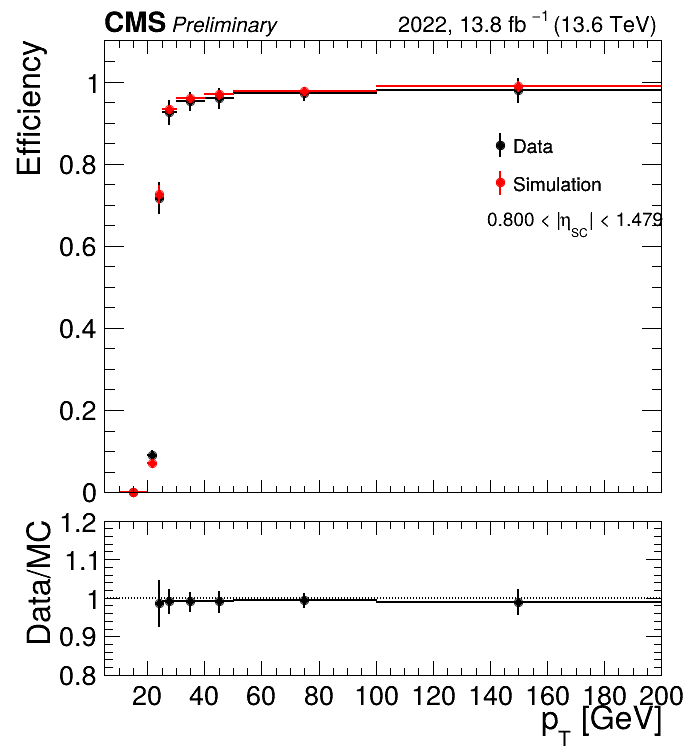 CMS Preliminary 2022, 13.8 fb⁻¹ (13.6 TeV)
Efficiency
1
0.8
0.6
0.4
0.2
0
Data
Simulation
0.800 < |η_SC| < 1.479
Data/MC
1.2
1.1
1
0.9
0.8
20 40 60 80 100 120 140 160 180 200
p_T [GeV]